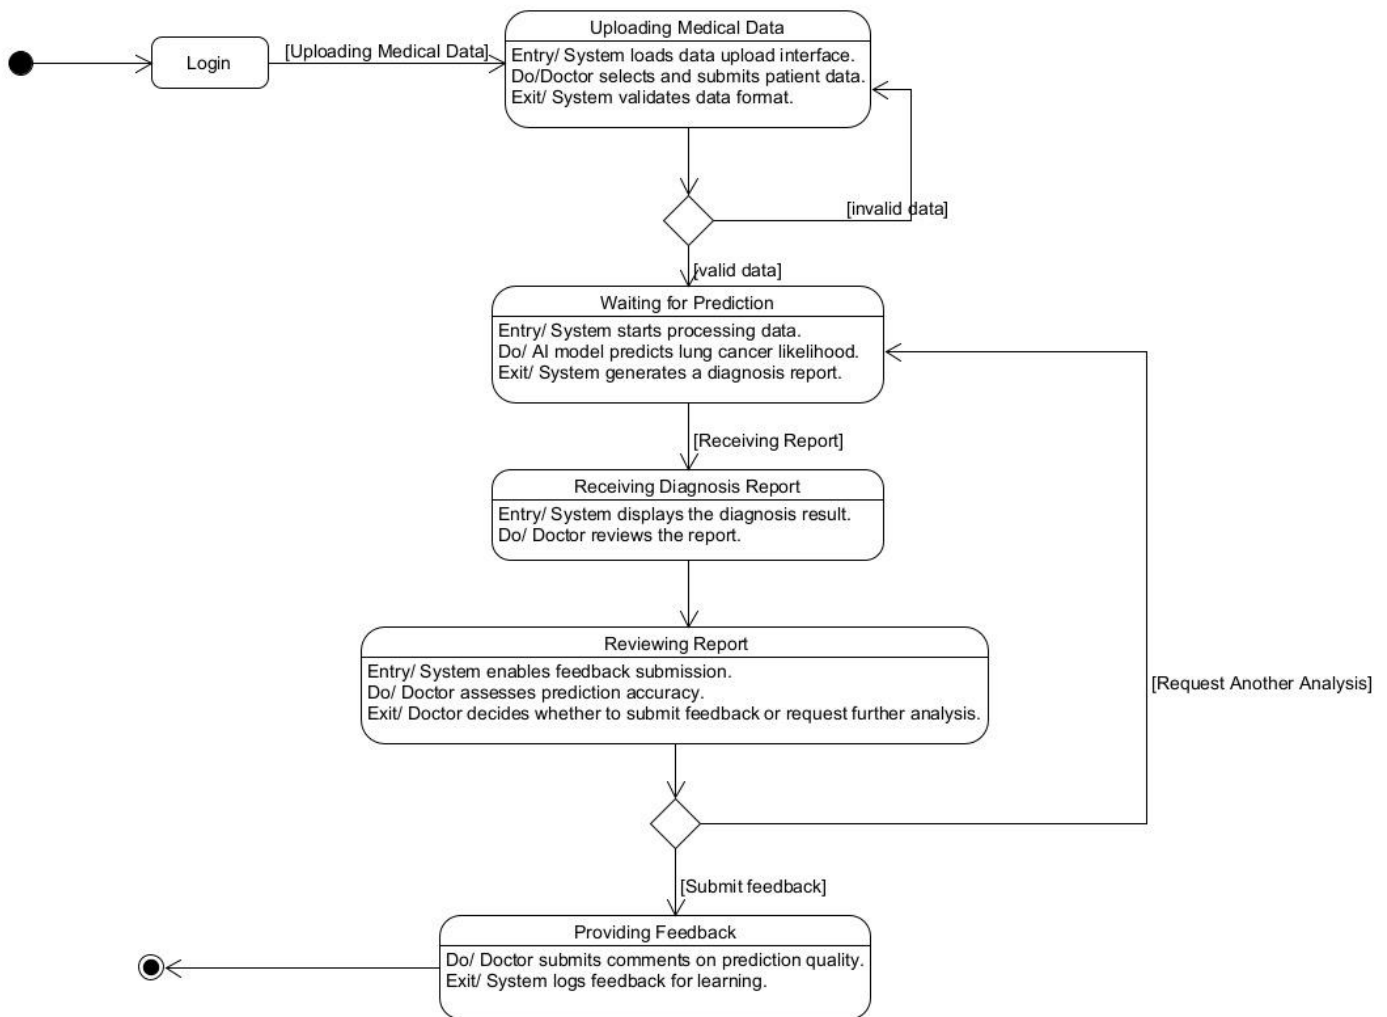 Uploading Medical Data
Entry/ System loads data upload interface.
Do/Doctor selects and submits patient data.
Exit/ System validates data format.
Login
[Uploading Medical Data]
[invalid data]
[valid data]
Waiting for Prediction
Entry/ System starts processing data.
Do/ AI model predicts lung cancer likelihood.
Exit/ System generates a diagnosis report.
[Receiving Report]
Receiving Diagnosis Report
Entry/ System displays the diagnosis result.
Do/ Doctor reviews the report.
Reviewing Report
Entry/ System enables feedback submission.
Do/ Doctor assesses prediction accuracy.
Exit/ Doctor decides whether to submit feedback or request further analysis.
[Request Another Analysis]
[Submit feedback]
Providing Feedback
Do/ Doctor submits comments on prediction quality.
Exit/ System logs feedback for learning.